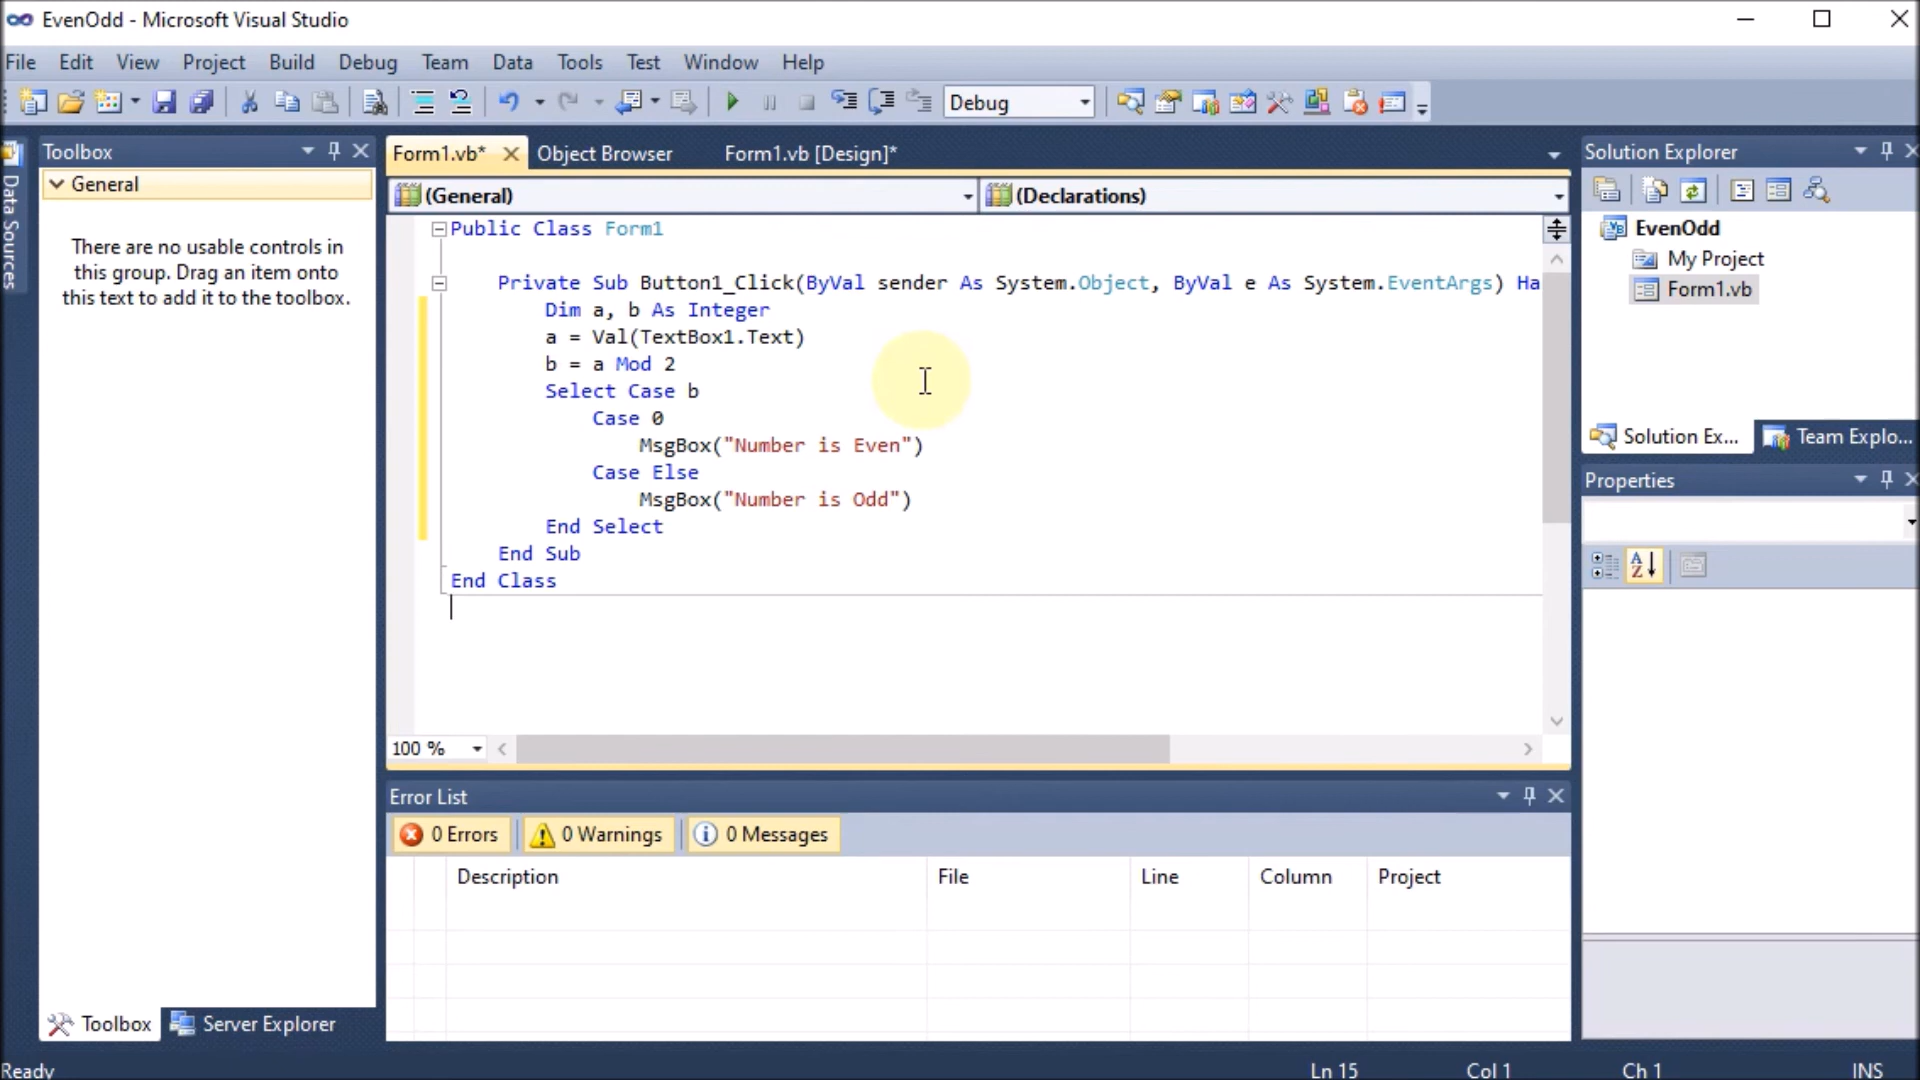 EvenOdd - Microsoft Visual Studio
File Edit View Project Build Debug Team Data Tools Test Window Help
Debug
Data Sources
Toolbox
General
There are no usable controls in
this group. Drag an item onto
this text to add it to the toolbox.
Toolbox Server Explorer
Form1.vb* Object Browser Form1.vb [Design]*
(General) (Declarations)
Public Class Form1
Private Sub Button1_Click(ByVal sender As System.Object, ByVal e As System.EventArgs) Ha
Dim a, b As Integer
a = Val(TextBox1.Text)
b = a Mod 2
Select Case b
Case 0
MsgBox("Number is Even")
Case Else
MsgBox("Number is Odd")
End Select
End Sub
End Class
100 %
Error List
0 Errors 0 Warnings 0 Messages
Description File Line Column Project
Solution Explorer
EvenOdd
My Project
Form1.vb
Solution Ex... Team Explo...
Properties
Ready Ln 15 Col 1 Ch 1 INS